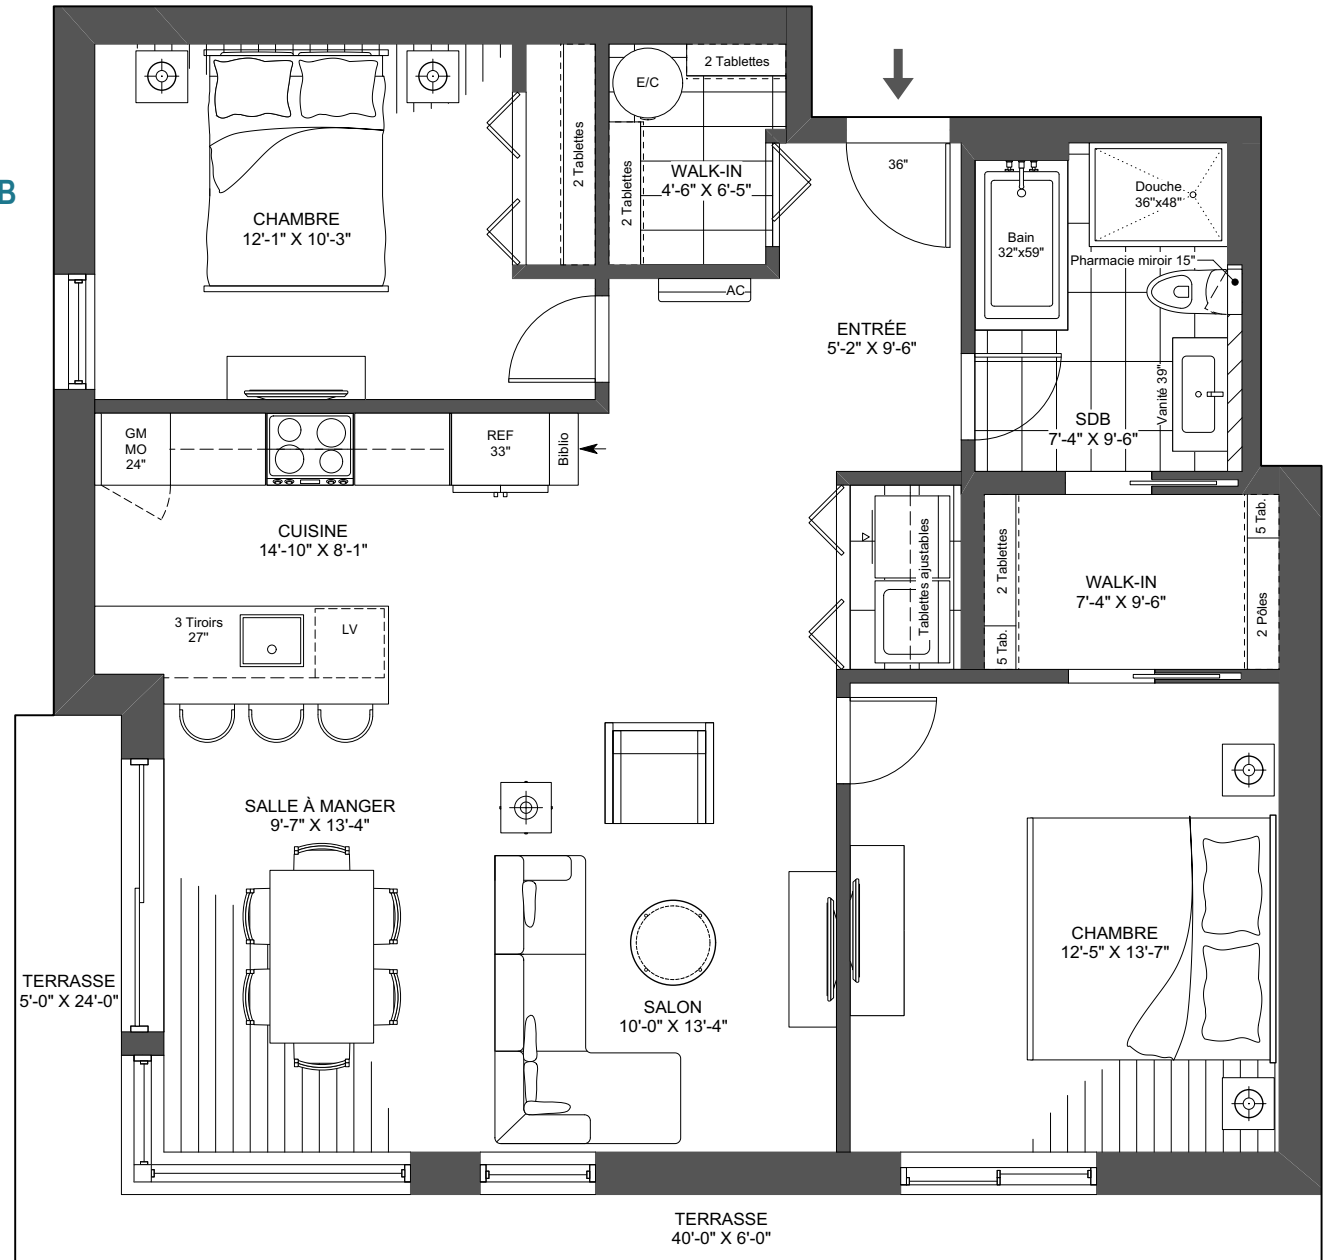 B
CHAMBRE
12'-1" X 10'-3"
2 Tablettes
E/C
2 Tablettes
2 Tablettes
WALK-IN
4'-6" X 6'-5"
36"
Bain
32"x59"
Douche
36"x48"
Pharmacie miroir 15"
AC
ENTRÉE
5'-2" X 9'-6"
Vanité 39"
SDB
7'-4" X 9'-6"
GM
MO
24"
REF
33"
Biblio
CUISINE
14'-10" X 8'-1"
Tablettes ajustables
2 Tablettes
5 Tab.
WALK-IN
7'-4" X 9'-6"
5 Tab.
2 Pôles
3 Tiroirs
27"
LV
SALLE À MANGER
9'-7" X 13'-4"
TERRASSE
5'-0" X 24'-0"
SALON
10'-0" X 13'-4"
CHAMBRE
12'-5" X 13'-7"
TERRASSE
40'-0" X 6'-0"